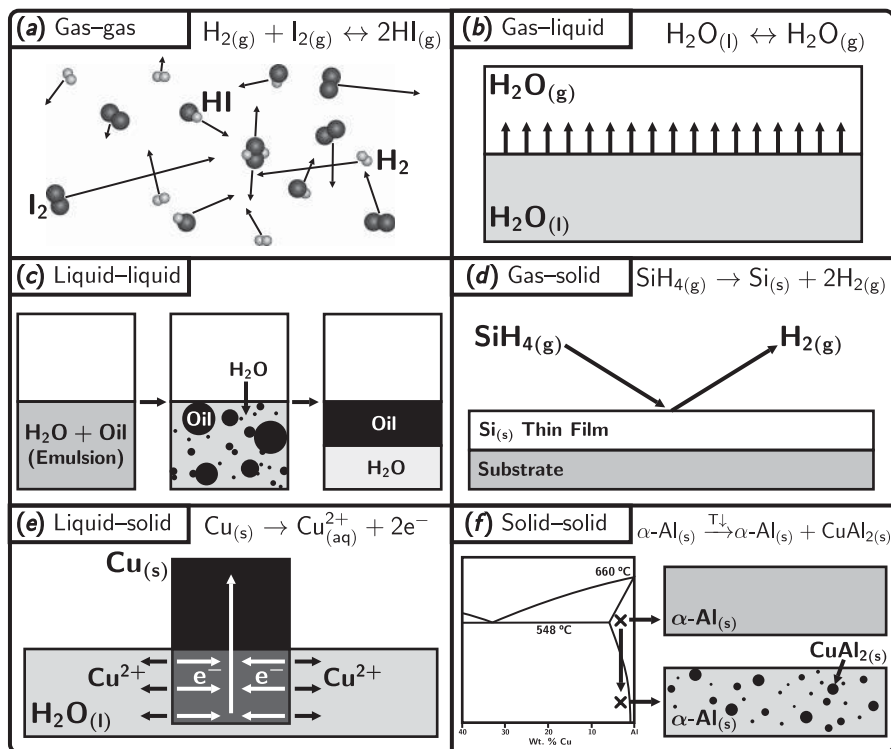 (a) Gas–gas H₂(g) + I₂(g) ↔ 2HI(g)
HI
H₂
I₂
(b) Gas–liquid H₂O(l) ↔ H₂O(g)
H₂O(g)
H₂O(l)
(c) Liquid–liquid
H₂O + Oil
(Emulsion)
H₂O
Oil
Oil
H₂O
(d) Gas–solid SiH₄(g) → Si(s) + 2H₂(g)
SiH₄(g) H₂(g)
Si(s) Thin Film
Substrate
(e) Liquid–solid Cu(s) → Cu²⁺(aq) + 2e⁻
Cu(s)
Cu²⁺ e⁻ e⁻ Cu²⁺
H₂O(l)
(f) Solid–solid α-Al(s) T↓→ α-Al(s) + CuAl₂(s)
660 ºC
548 ºC
40 30 20 10 Al
Wt. % Cu
α-Al(s)
CuAl₂(s)
α-Al(s)